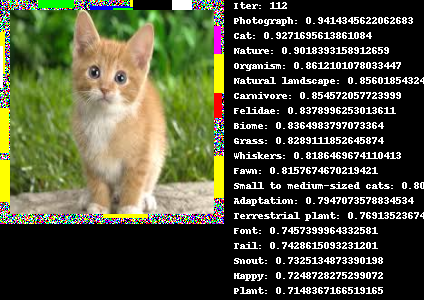 Iter: 112
Photograph: 0.9414345622062683
Cat: 0.9271695613861084
Nature: 0.9018393158912659
Organism: 0.8612101078033447
Natural landscape: 0.85601854324
Carnivore: 0.854572057723999
Felidae: 0.8378996253013611
Biome: 0.8364983797073364
Grass: 0.8289111852645874
Whiskers: 0.8186469674110413
Fawn: 0.8157674670219421
Small to medium-sized cats: 0.80
Adaptation: 0.7947073578834534
Terrestrial plant: 0.76913523674
Font: 0.7457399964332581
Tail: 0.7428615093231201
Snout: 0.7325134873390198
Happy: 0.7248728275299072
Plant: 0.7148367166519165